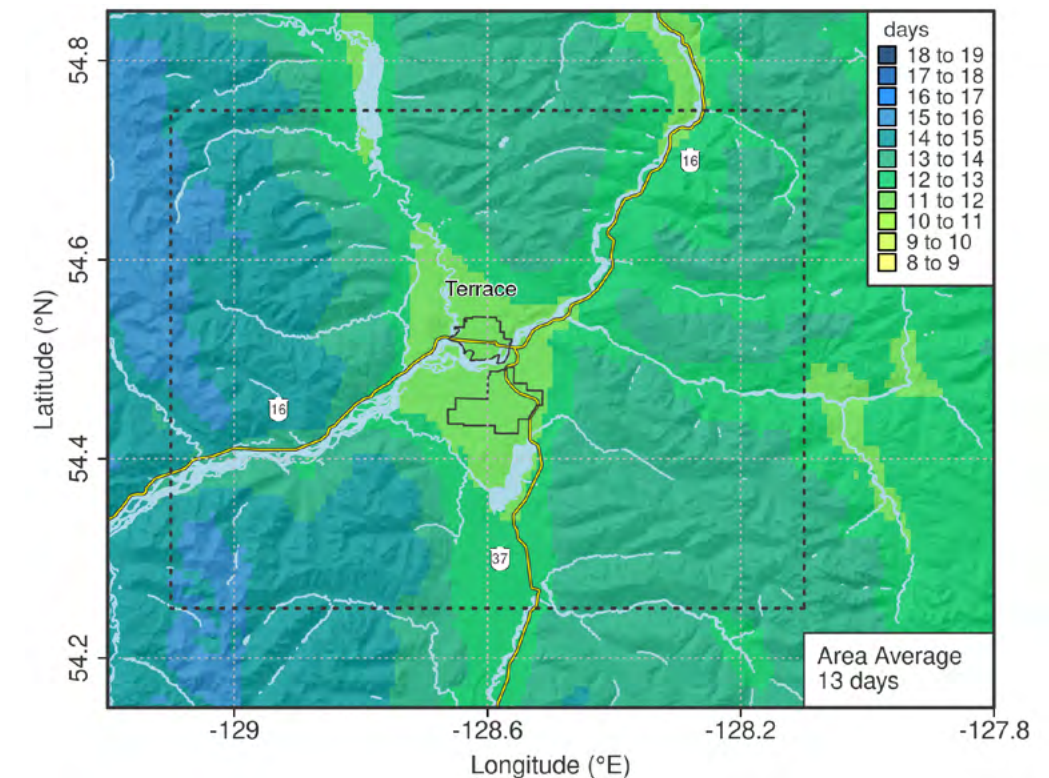 days
18 to 19
17 to 18
16 to 17
15 to 16
14 to 15
13 to 14
12 to 13
11 to 12
10 to 11
9 to 10
8 to 9
54.8
54.6
54.4
54.2
Latitude (°N)
16
Terrace
16
37
Area Average
13 days
-129
-128.6
-128.2
-127.8
Longitude (°E)